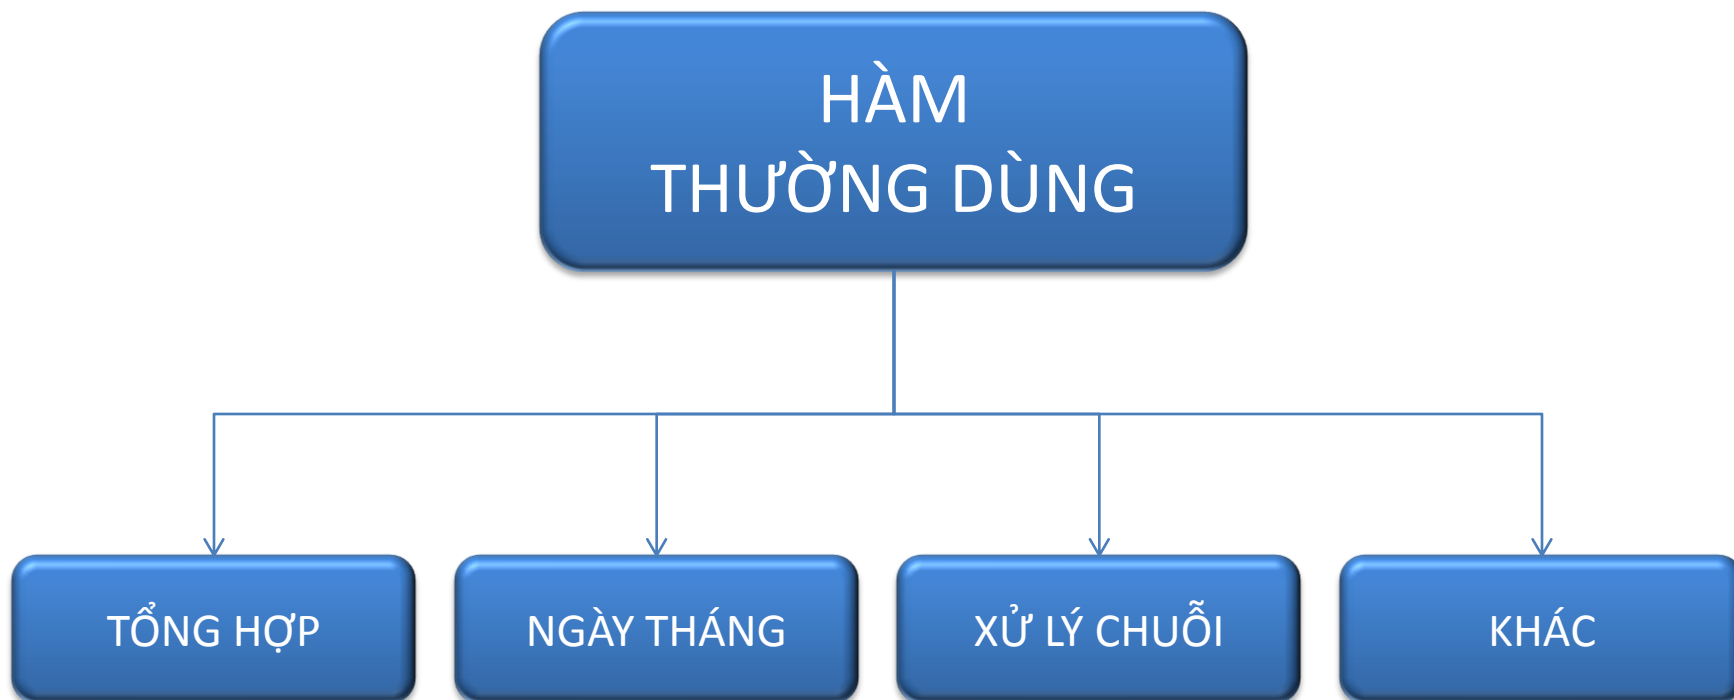 HÀM
THƯỜNG DÙNG
TỔNG HỢP
NGÀY THÁNG
XỬ LÝ CHUỖI
KHÁC